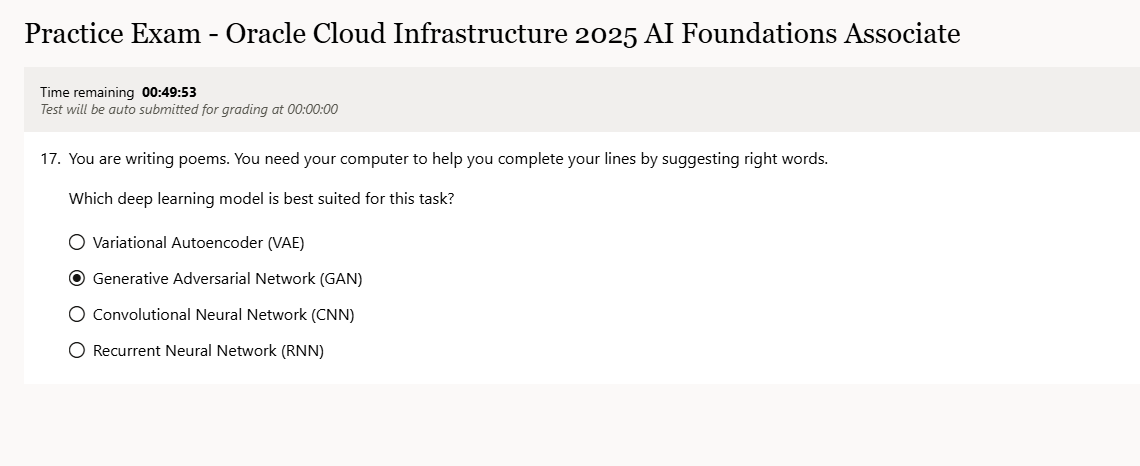 Practice Exam - Oracle Cloud Infrastructure 2025 AI Foundations Associate
Time remaining 00:49:53
Test will be auto submitted for grading at 00:00:00
17. You are writing poems. You need your computer to help you complete your lines by suggesting right words.
Which deep learning model is best suited for this task?
Variational Autoencoder (VAE)
Generative Adversarial Network (GAN)
Convolutional Neural Network (CNN)
Recurrent Neural Network (RNN)